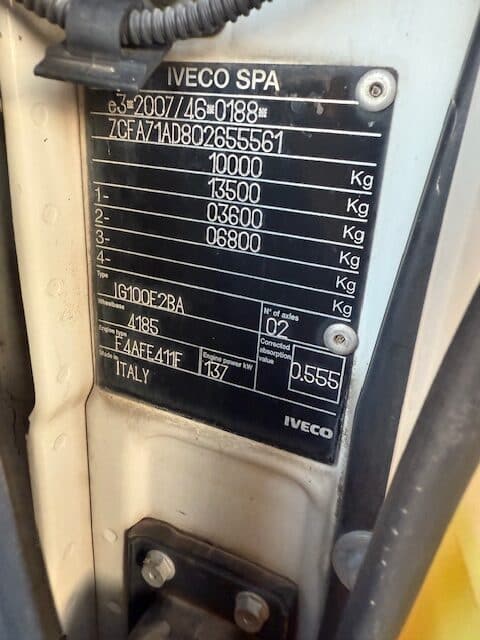 IVECO SPA
e3*2007/46*0188*
ZCFA71AD802655561
10000 Kg
13500 Kg
1- 03600 Kg
2- 06800 Kg
3- Kg
4- Kg
Type
IG100E2BA
Wheelbase
4185
N° of axles
02
Engine type
F4AFE411F
Engine power kW
137
Corrected absorption value
0.555
Made in
ITALY
IVECO